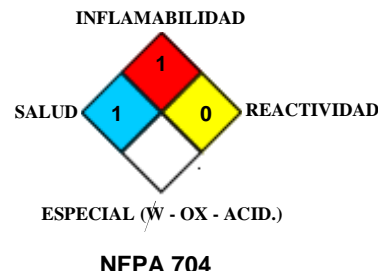 INFLAMABILIDAD
1
SALUD 1 0 REACTIVIDAD
ESPECIAL (W - OX - ACID.)
NFPA 704